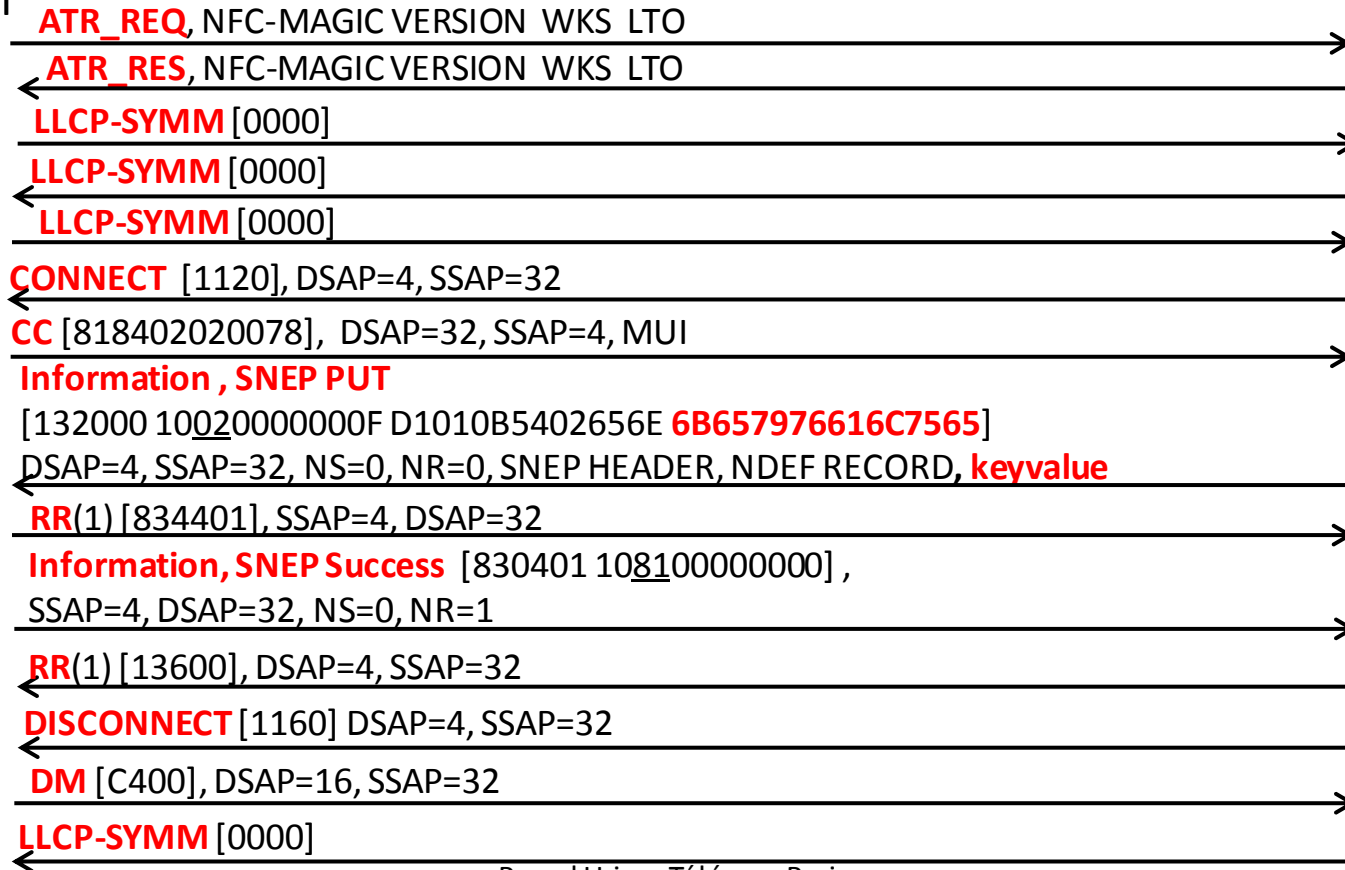 ATR_REQ, NFC-MAGIC VERSION WKS LTO
ATR_RES, NFC-MAGIC VERSION WKS LTO
LLCP-SYMM [0000]
LLCP-SYMM [0000]
LLCP-SYMM [0000]
CONNECT [1120], DSAP=4, SSAP=32
CC [818402020078], DSAP=32, SSAP=4, MUI
Information , SNEP PUT
[132000 10020000000F D1010B5402656E 6B657976616C7565]
DSAP=4, SSAP=32, NS=0, NR=0, SNEP HEADER, NDEF RECORD, keyvalue
RR(1) [834401], SSAP=4, DSAP=32
Information, SNEP Success [830401 108100000000] ,
SSAP=4, DSAP=32, NS=0, NR=1
RR(1) [13600], DSAP=4, SSAP=32
DISCONNECT [1160] DSAP=4, SSAP=32
DM [C400], DSAP=16, SSAP=32
LLCP-SYMM [0000]